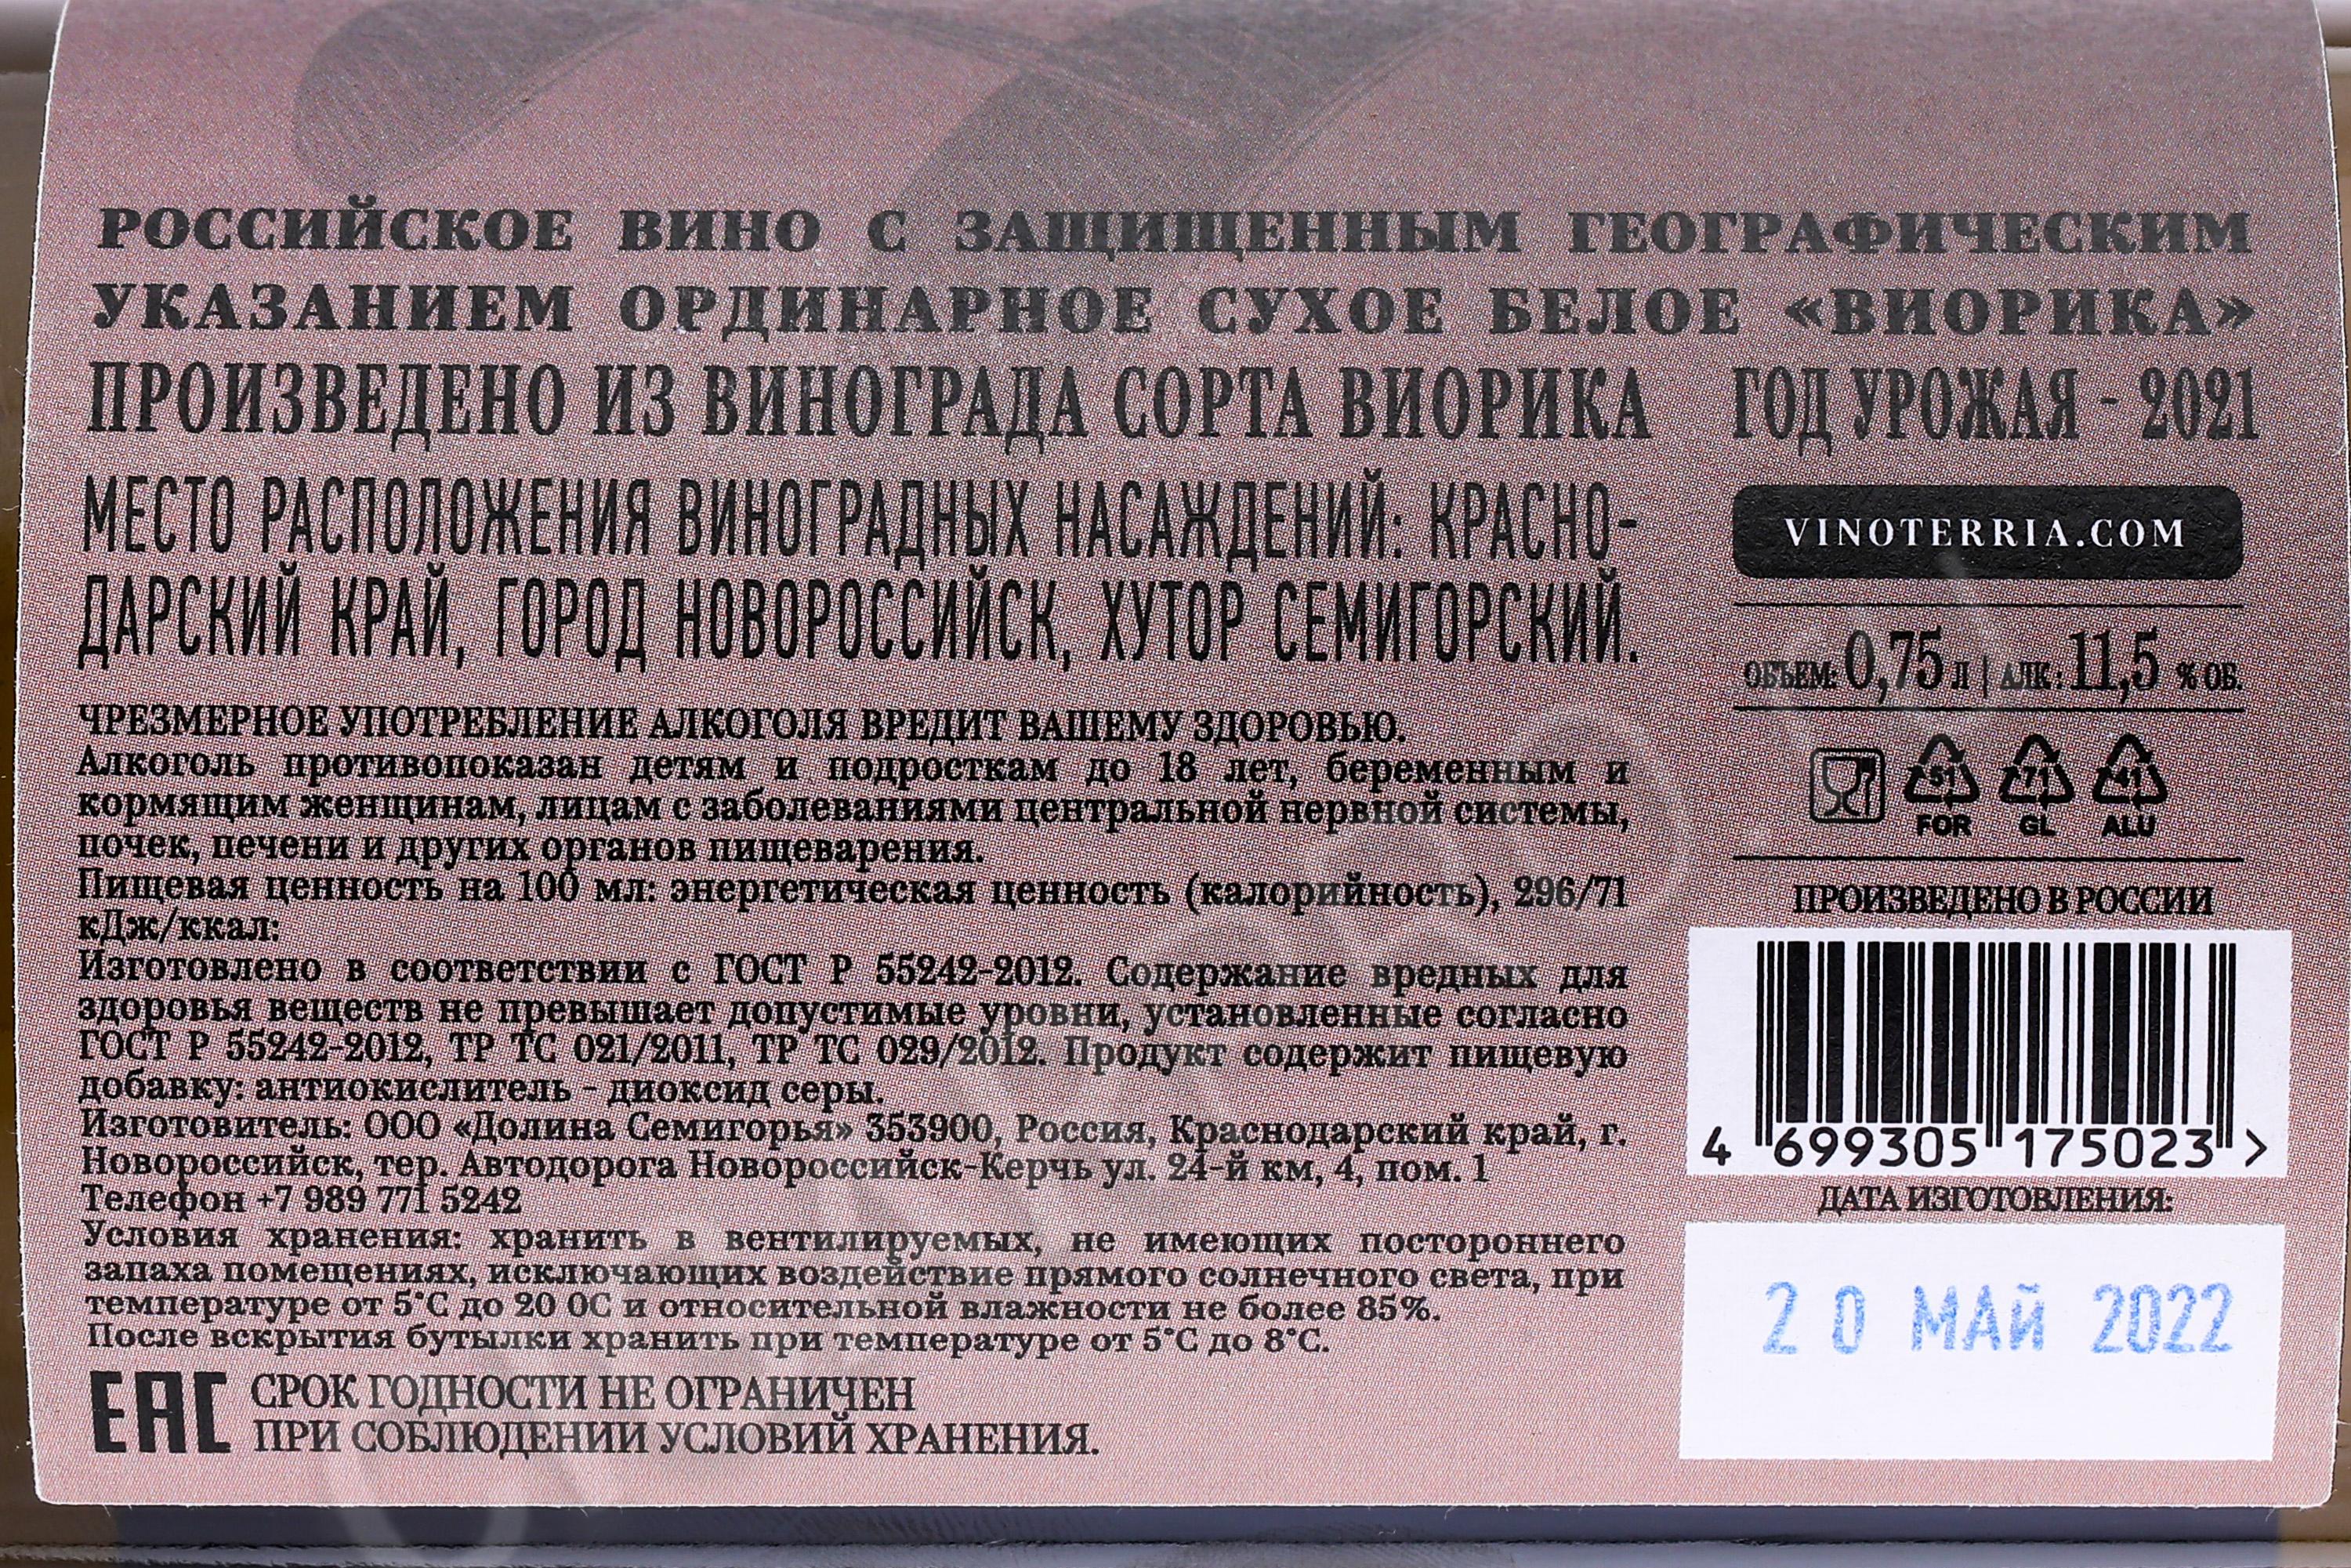 РОССИЙСКОЕ ВИНО С ЗАЩИЩЕННЫМ ГЕОГРАФИЧЕСКИМ
УКАЗАНИЕМ ОРДИНАРНОЕ СУХОЕ БЕЛОЕ «ВИОРИКА»
ПРОИЗВЕДЕНО ИЗ ВИНОГРАДА СОРТА ВИОРИКА
ГОД УРОЖАЯ - 2021
МЕСТО РАСПОЛОЖЕНИЯ ВИНОГРАДНЫХ НАСАЖДЕНИЙ: КРАСНО-
ДАРСКИЙ КРАЙ, ГОРОД НОВОРОССИЙСК, ХУТОР СЕМИГОРСКИЙ.
ЧРЕЗМЕРНОЕ УПОТРЕБЛЕНИЕ АЛКОГОЛЯ ВРЕДИТ ВАШЕМУ ЗДОРОВЬЮ.
Алкоголь противопоказан детям и подросткам до 18 лет, беременным и
кормящим женщинам, лицам с заболеваниями центральной нервной системы,
почек, печени и других органов пищеварения.
Пищевая ценность на 100 мл: энергетическая ценность (калорийность), 296/71
кДж/ккал:
Изготовлено в соответствии с ГОСТ Р 55242-2012. Содержание вредных для
здоровья веществ не превышает допустимые уровни, установленные согласно
ГОСТ Р 55242-2012, ТР ТС 021/2011, ТР ТС 029/2012. Продукт содержит пищевую
добавку: антиокислитель - диоксид серы.
Изготовитель: ООО «Долина Семигорья» 353900, Россия, Краснодарский край, г.
Новороссийск, тер. Автодорога Новороссийск-Керчь ул. 24-й км, 4, пом. 1
Телефон +7 989 771 5242
Условия хранения: хранить в вентилируемых, не имеющих постороннего
запаха помещениях, исключающих воздействие прямого солнечного света, при
температуре от 5°С до 20 0С и относительной влажности не более 85%.
После вскрытия бутылки хранить при температуре от 5°С до 8°С.
EAC
СРОК ГОДНОСТИ НЕ ОГРАНИЧЕН
ПРИ СОБЛЮДЕНИИ УСЛОВИЙ ХРАНЕНИЯ.
VINOTERRIA.COM
ОБЪЕМ: 0,75 Л | АЛК: 11,5 % ОБ.
51 71 41
FOR GL ALU
ПРОИЗВЕДЕНО В РОССИИ
4 699305 175023 >
ДАТА ИЗГОТОВЛЕНИЯ:
20 МАЙ 2022